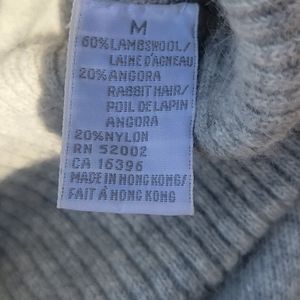 M
60% LAMBSWOOL/
LAINE D'AGNEAU
20% ANGORA
RABBIT HAIR/
POIL DE LAPIN
ANGORA
20% NYLON
RN 52002
CA 16396
MADE IN HONG KONG/
FAIT À HONG KONG